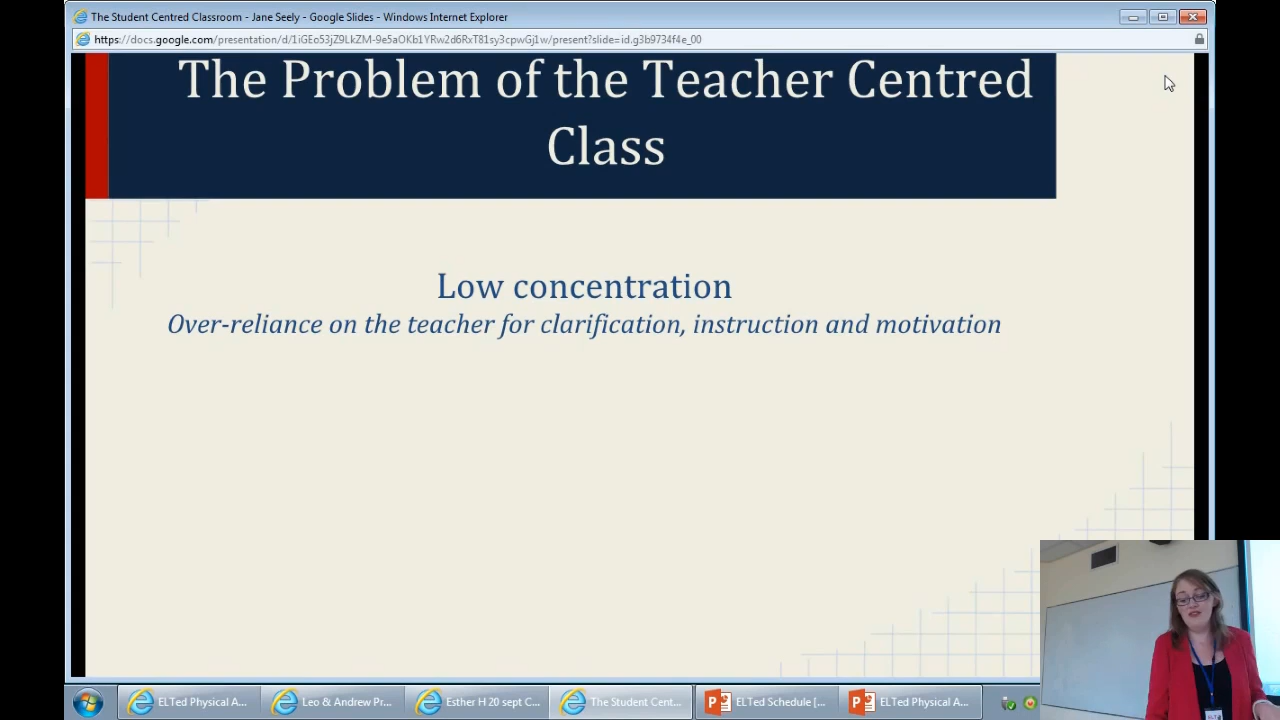 The Student Centred Classroom - Jane Seely - Google Slides - Windows Internet Explorer
https://docs.google.com/presentation/d/1iGEo53jZ9LkZM-9e5aOKb1YRw2d6RxT81sy3cpwGj1w/present?slide=id.g3b9734f4e_00
The Problem of the Teacher Centred
Class
Low concentration
Over-reliance on the teacher for clarification, instruction and motivation
ELTed Physical A... Leo & Andrew Pr... Esther H 20 sept C... The Student Cent... ELTed Schedule [... ELTed Physical A...